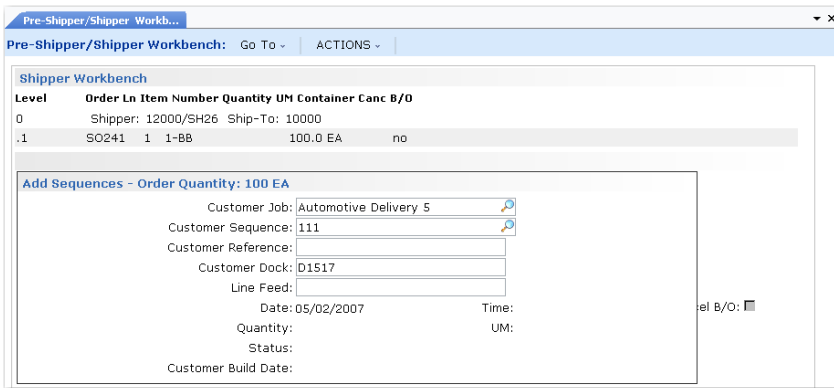 Pre-Shipper/Shipper Workb...
Pre-Shipper/Shipper Workbench: Go To ACTIONS
Shipper Workbench
Level Order Ln Item Number Quantity UM Container Canc B/O
0 Shipper: 12000/SH26 Ship-To: 10000
.1 SO241 1 1-BB 100.0 EA no
Add Sequences - Order Quantity: 100 EA
Customer Job: Automotive Delivery 5
Customer Sequence: 111
Customer Reference:
Customer Dock: D1517
Line Feed:
Date: 05/02/2007 Time: el B/O:
Quantity: UM:
Status:
Customer Build Date: